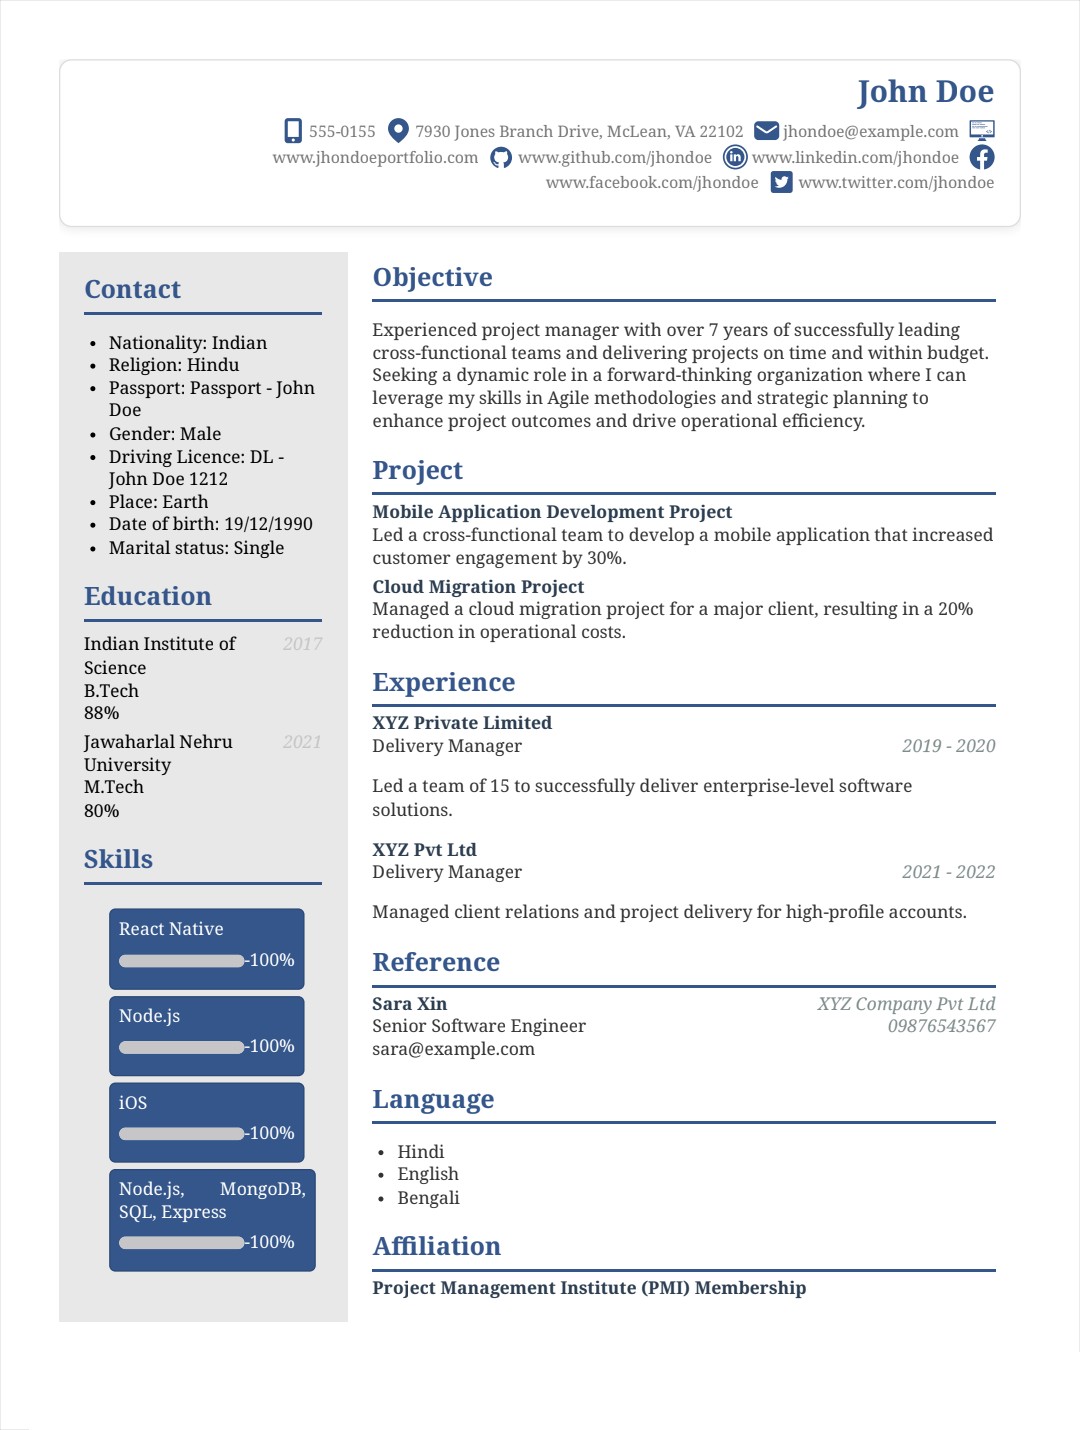 John Doe
555-0155 7930 Jones Branch Drive, McLean, VA 22102 jhondoe@example.com
www.jhondoeportfolio.com www.github.com/jhondoe www.linkedin.com/jhondoe
www.facebook.com/jhondoe www.twitter.com/jhondoe
Contact
• Nationality: Indian
• Religion: Hindu
• Passport: Passport - John
Doe
• Gender: Male
• Driving Licence: DL -
John Doe 1212
• Place: Earth
• Date of birth: 19/12/1990
• Marital status: Single
Education
Indian Institute of 2017
Science
B.Tech
88%
Jawaharlal Nehru 2021
University
M.Tech
80%
Skills
React Native
-100%
Node.js
-100%
iOS
-100%
Node.js, MongoDB,
SQL, Express
-100%
Objective
Experienced project manager with over 7 years of successfully leading
cross-functional teams and delivering projects on time and within budget.
Seeking a dynamic role in a forward-thinking organization where I can
leverage my skills in Agile methodologies and strategic planning to
enhance project outcomes and drive operational efficiency.
Project
Mobile Application Development Project
Led a cross-functional team to develop a mobile application that increased
customer engagement by 30%.
Cloud Migration Project
Managed a cloud migration project for a major client, resulting in a 20%
reduction in operational costs.
Experience
XYZ Private Limited
Delivery Manager 2019 - 2020
Led a team of 15 to successfully deliver enterprise-level software
solutions.
XYZ Pvt Ltd
Delivery Manager 2021 - 2022
Managed client relations and project delivery for high-profile accounts.
Reference
Sara Xin XYZ Company Pvt Ltd
Senior Software Engineer 09876543567
sara@example.com
Language
• Hindi
• English
• Bengali
Affiliation
Project Management Institute (PMI) Membership